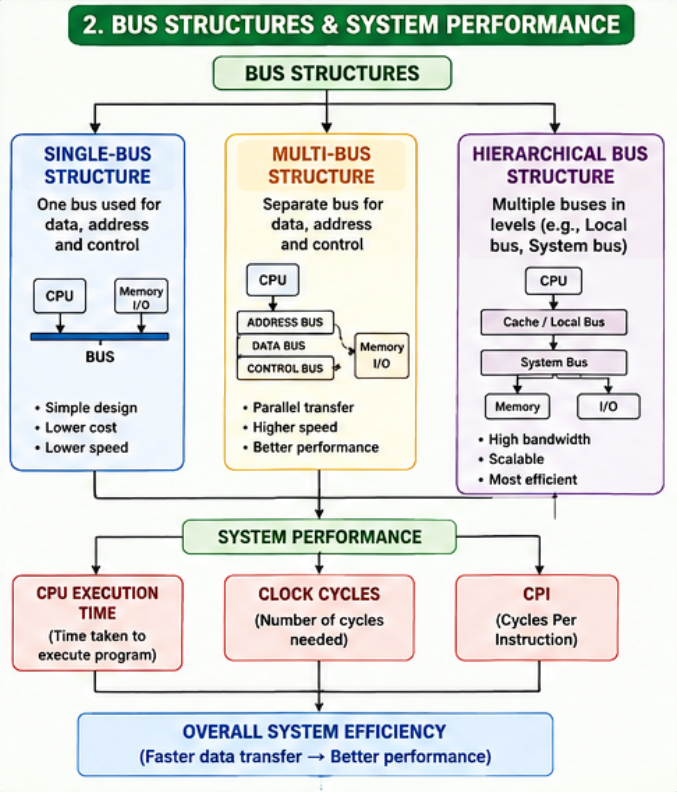 2. BUS STRUCTURES & SYSTEM PERFORMANCE
BUS STRUCTURES
SINGLE-BUS
STRUCTURE
One bus used for
data, address
and control
CPU
Memory
I/O
BUS
• Simple design
• Lower cost
• Lower speed
MULTI-BUS
STRUCTURE
Separate bus for
data, address
and control
CPU
ADDRESS BUS
DATA BUS
CONTROL BUS
Memory
I/O
• Parallel transfer
• Higher speed
• Better performance
HIERARCHICAL BUS
STRUCTURE
Multiple buses in
levels (e.g., Local
bus, System bus)
CPU
Cache / Local Bus
System Bus
Memory
I/O
• High bandwidth
• Scalable
• Most efficient
SYSTEM PERFORMANCE
CPU EXECUTION
TIME
(Time taken to
execute program)
CLOCK CYCLES
(Number of cycles
needed)
CPI
(Cycles Per
Instruction)
OVERALL SYSTEM EFFICIENCY
(Faster data transfer → Better performance)